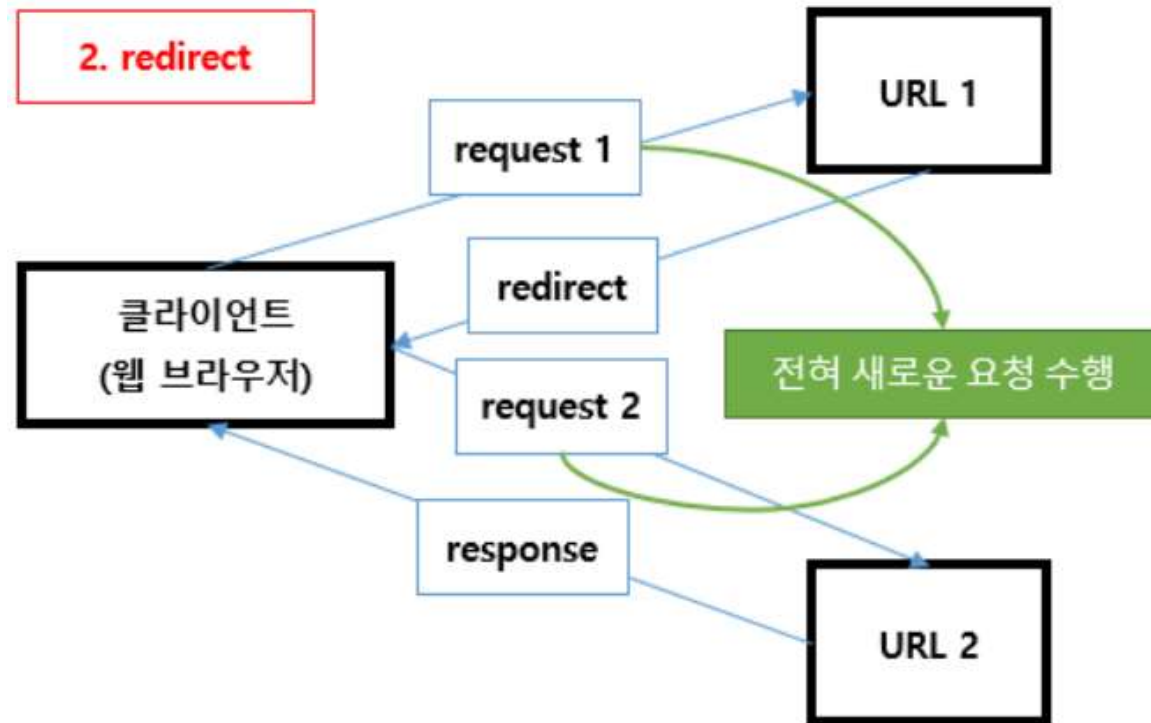 2. redirect
URL 1
request 1
redirect
클라이언트
(웹 브라우저)
전혀 새로운 요청 수행
request 2
response
URL 2